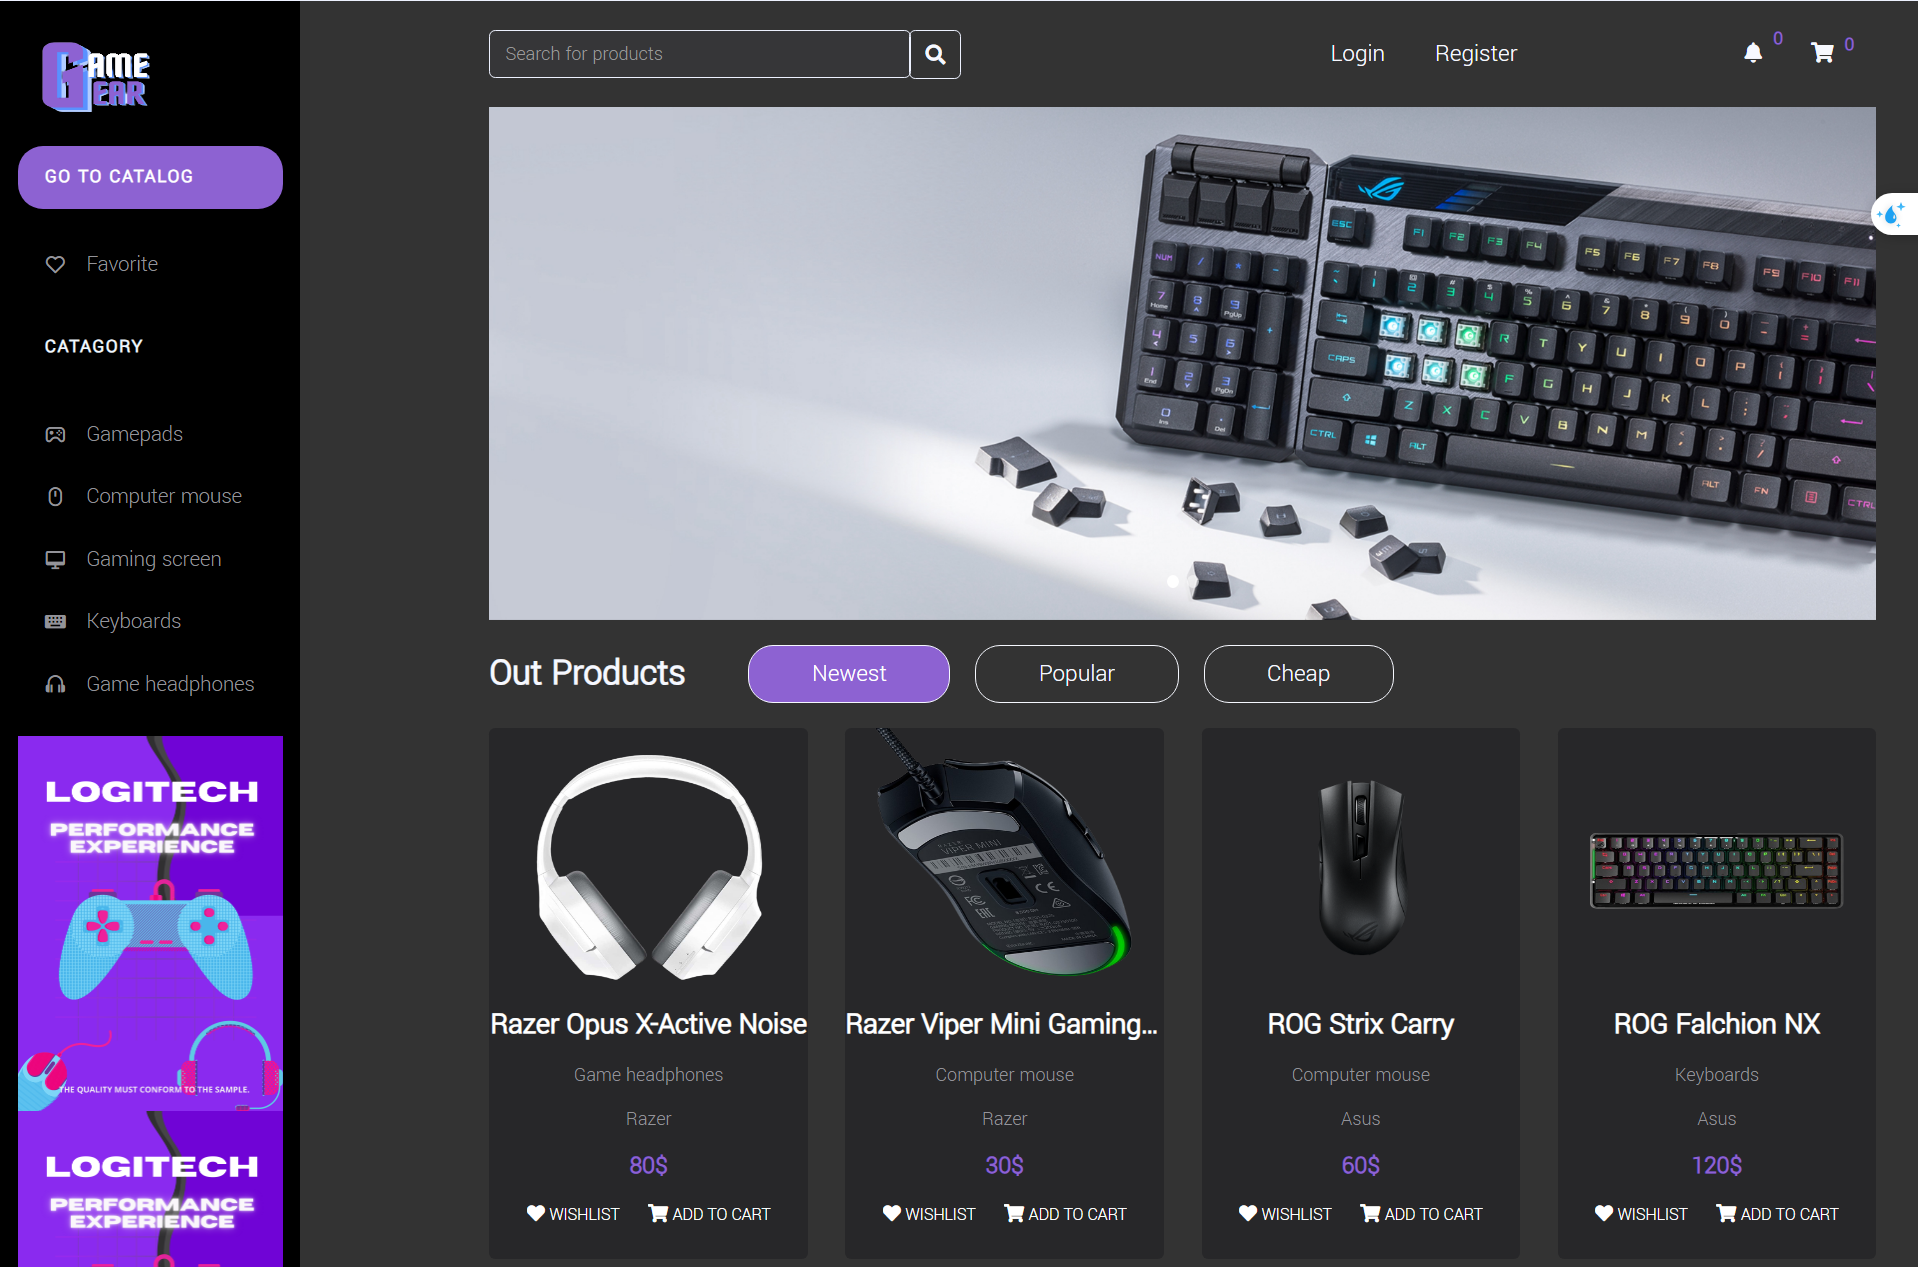 GAME
GEAR
Search for products
Login
Register
0
0
GO TO CATALOG
Favorite
CATAGORY
Gamepads
Computer mouse
Gaming screen
Keyboards
Game headphones
LOGITECH
PERFORMANCE
EXPERIENCE
THE QUALITY MUST CONFORM TO THE SAMPLE.
LOGITECH
PERFORMANCE
EXPERIENCE
Out Products
Newest
Popular
Cheap
Razer Opus X-Active Noise
Game headphones
Razer
80$
WISHLIST
ADD TO CART
VIPER MINI
Razer Viper Mini Gaming...
Computer mouse
Razer
30$
WISHLIST
ADD TO CART
ROG Strix Carry
Computer mouse
Asus
60$
WISHLIST
ADD TO CART
ROG Falchion NX
Keyboards
Asus
120$
WISHLIST
ADD TO CART